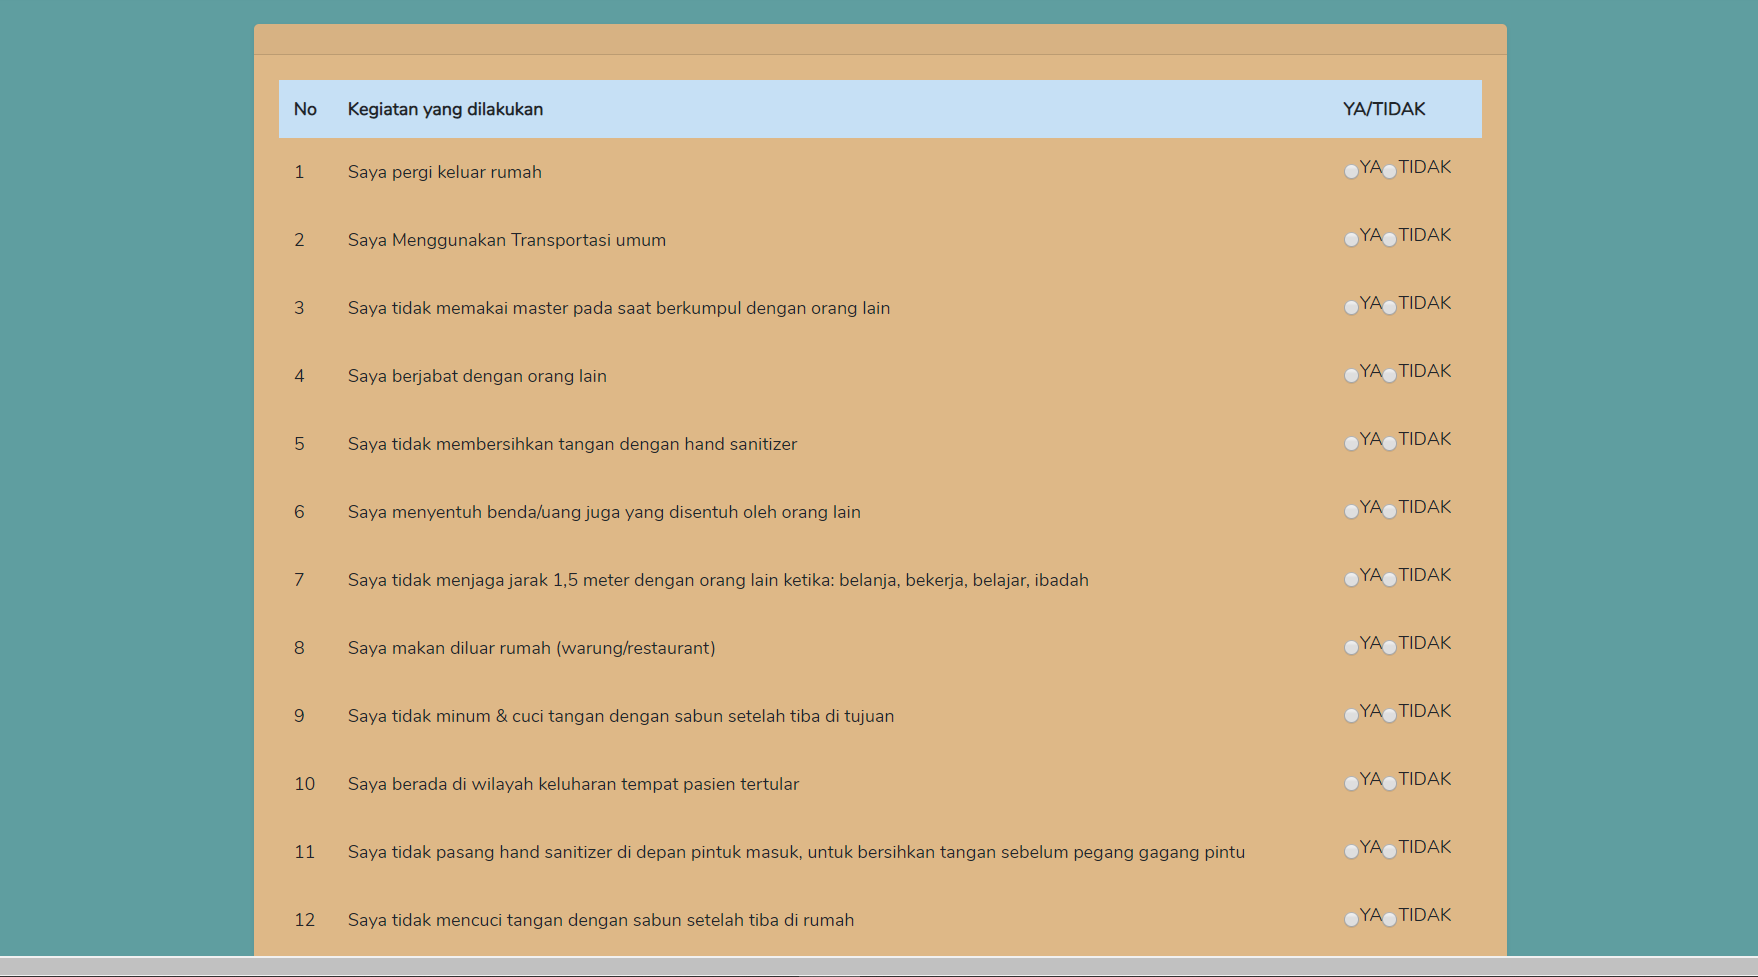 No Kegiatan yang dilakukan YA/TIDAK
1 Saya pergi keluar rumah YA TIDAK
2 Saya Menggunakan Transportasi umum YA TIDAK
3 Saya tidak memakai master pada saat berkumpul dengan orang lain YA TIDAK
4 Saya berjabat dengan orang lain YA TIDAK
5 Saya tidak membersihkan tangan dengan hand sanitizer YA TIDAK
6 Saya menyentuh benda/uang juga yang disentuh oleh orang lain YA TIDAK
7 Saya tidak menjaga jarak 1,5 meter dengan orang lain ketika: belanja, bekerja, belajar, ibadah YA TIDAK
8 Saya makan diluar rumah (warung/restaurant) YA TIDAK
9 Saya tidak minum & cuci tangan dengan sabun setelah tiba di tujuan YA TIDAK
10 Saya berada di wilayah keluharan tempat pasien tertular YA TIDAK
11 Saya tidak pasang hand sanitizer di depan pintuk masuk, untuk bersihkan tangan sebelum pegang gagang pintu YA TIDAK
12 Saya tidak mencuci tangan dengan sabun setelah tiba di rumah YA TIDAK